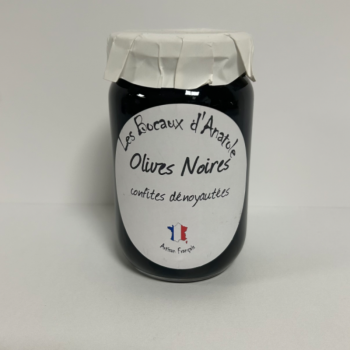 Les Bocaux d'Anatole
Olives Noires
confites dénoyautées
Artisan Français